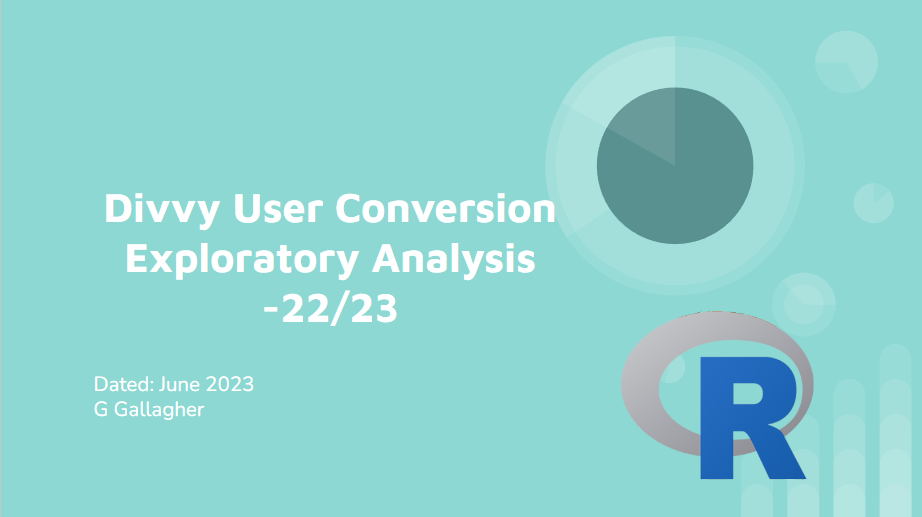 Divvy User Conversion
Exploratory Analysis
-22/23
Dated: June 2023
G Gallagher
R